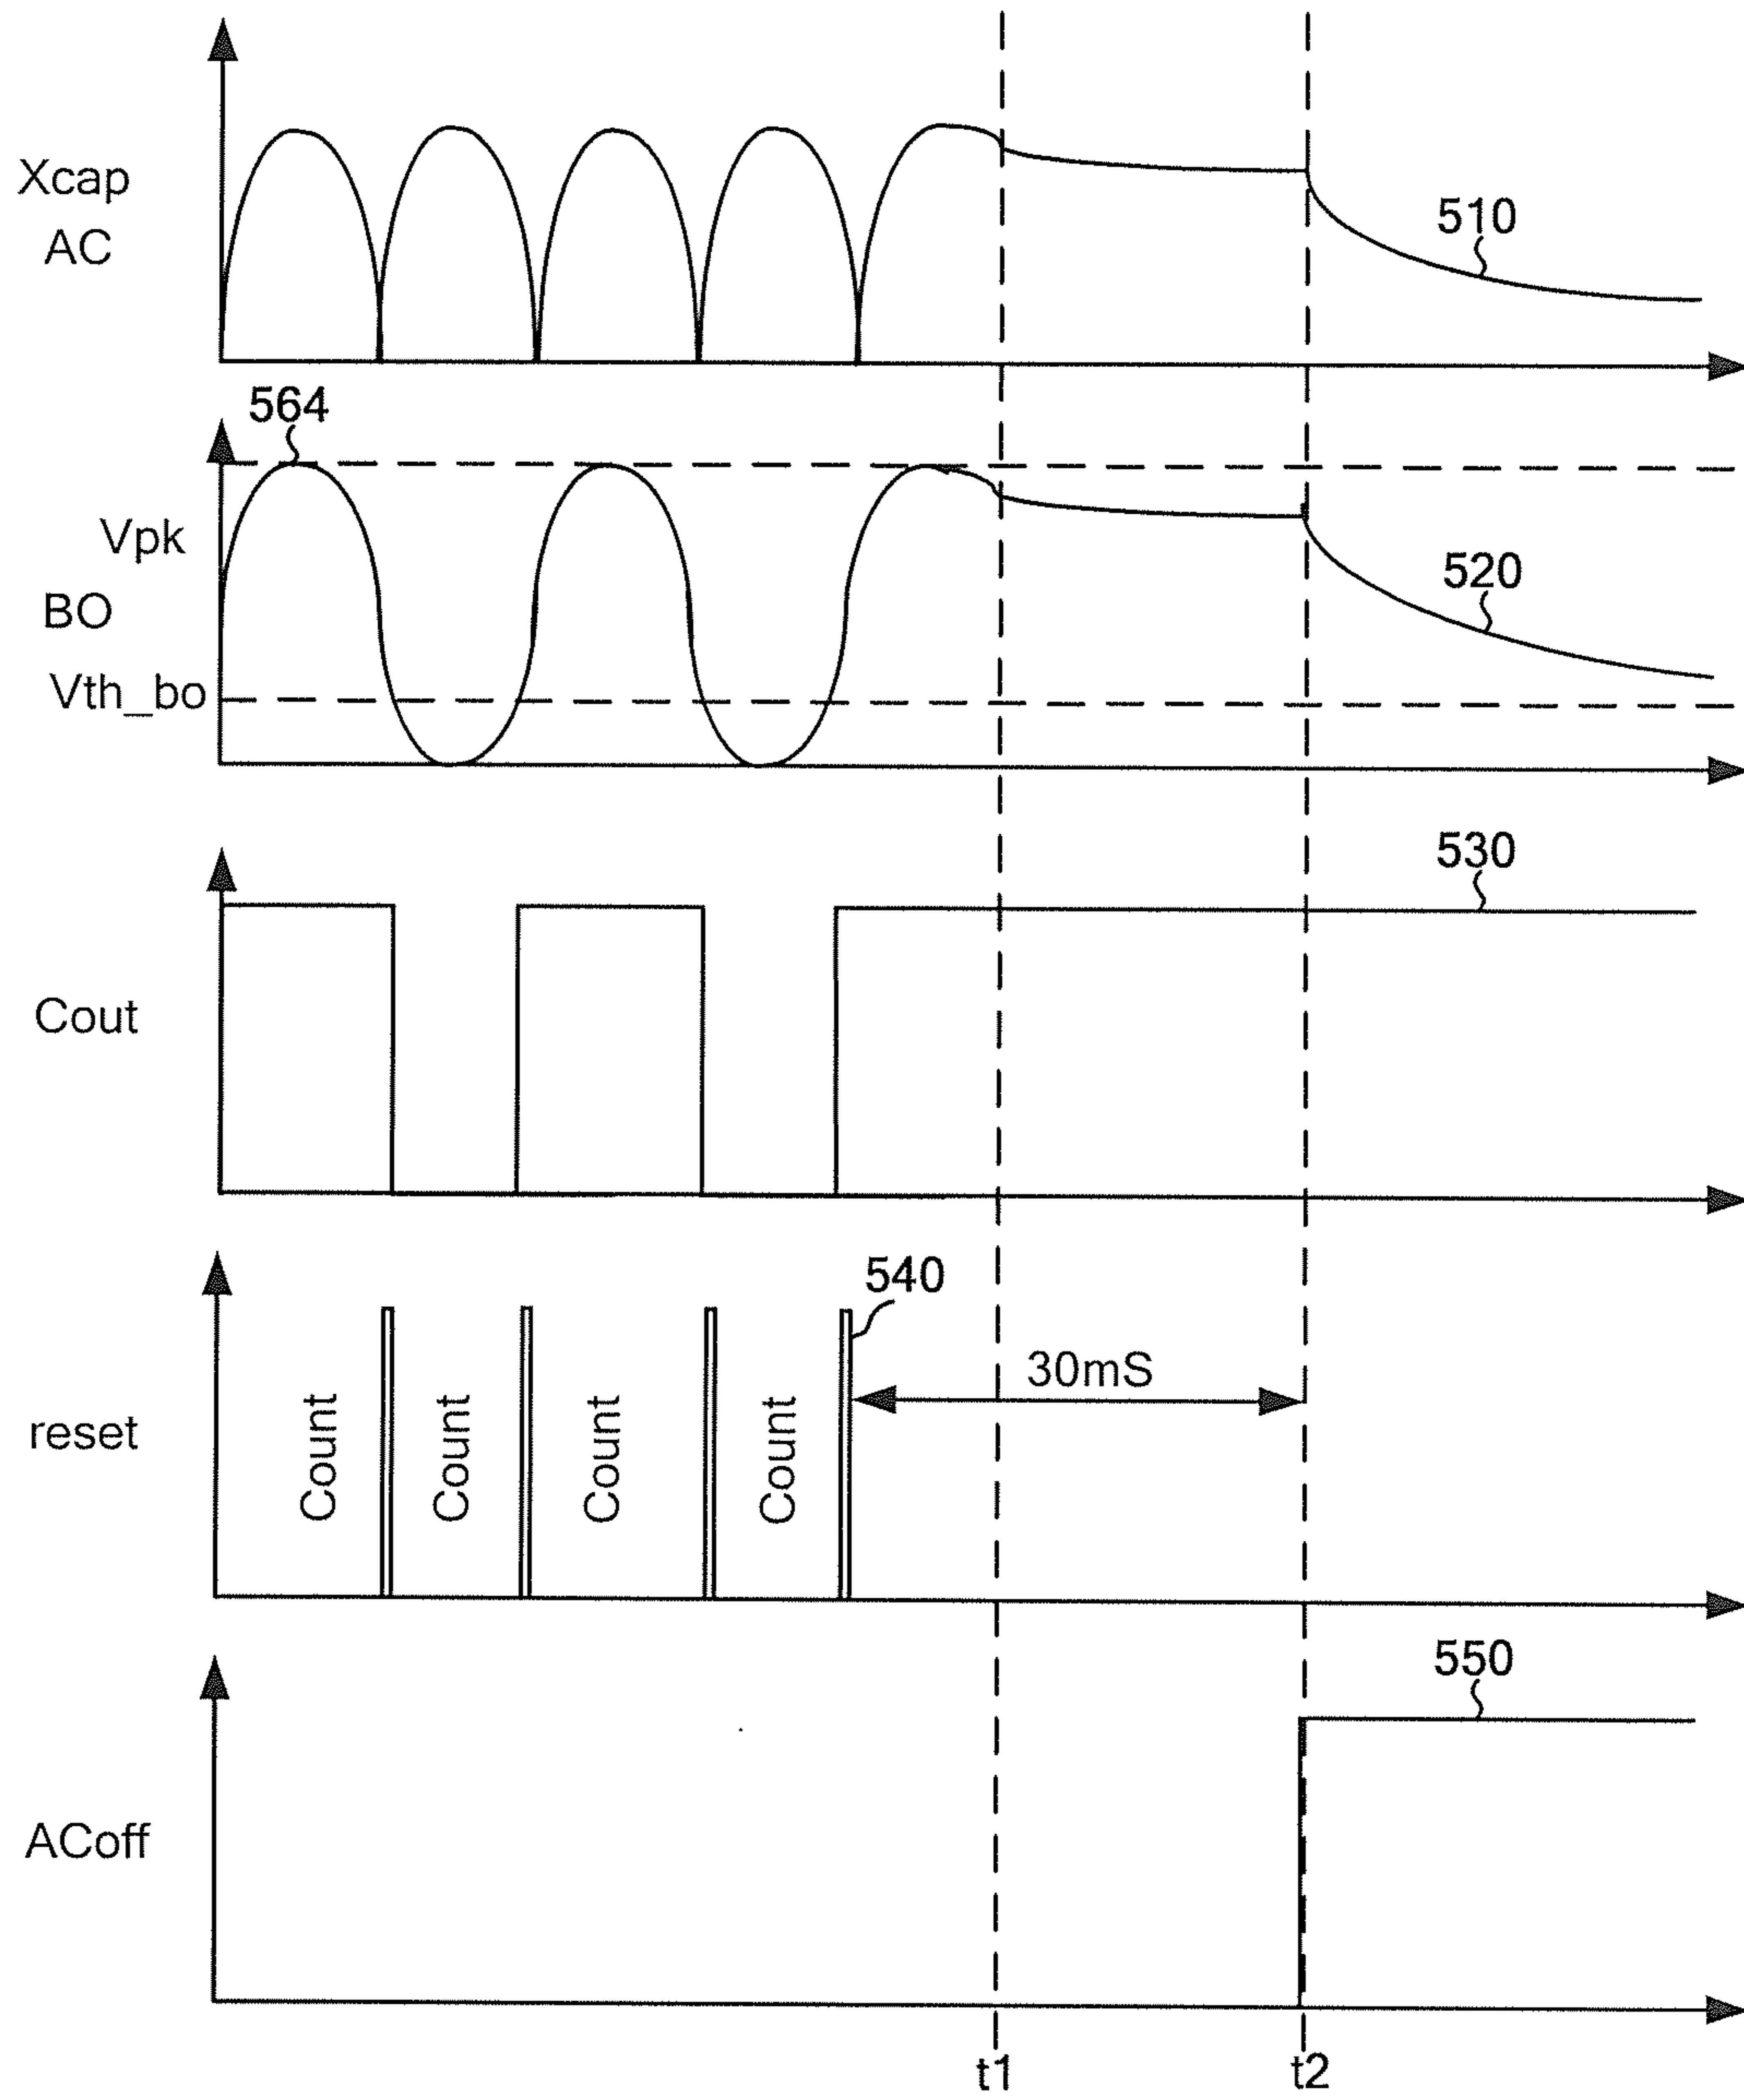 Xcap
AC
510
564
Vpk
BO
Vth_bo
520
530
Cout
540
30mS
reset
Count
Count
Count
Count
550
ACoff
t1
t2